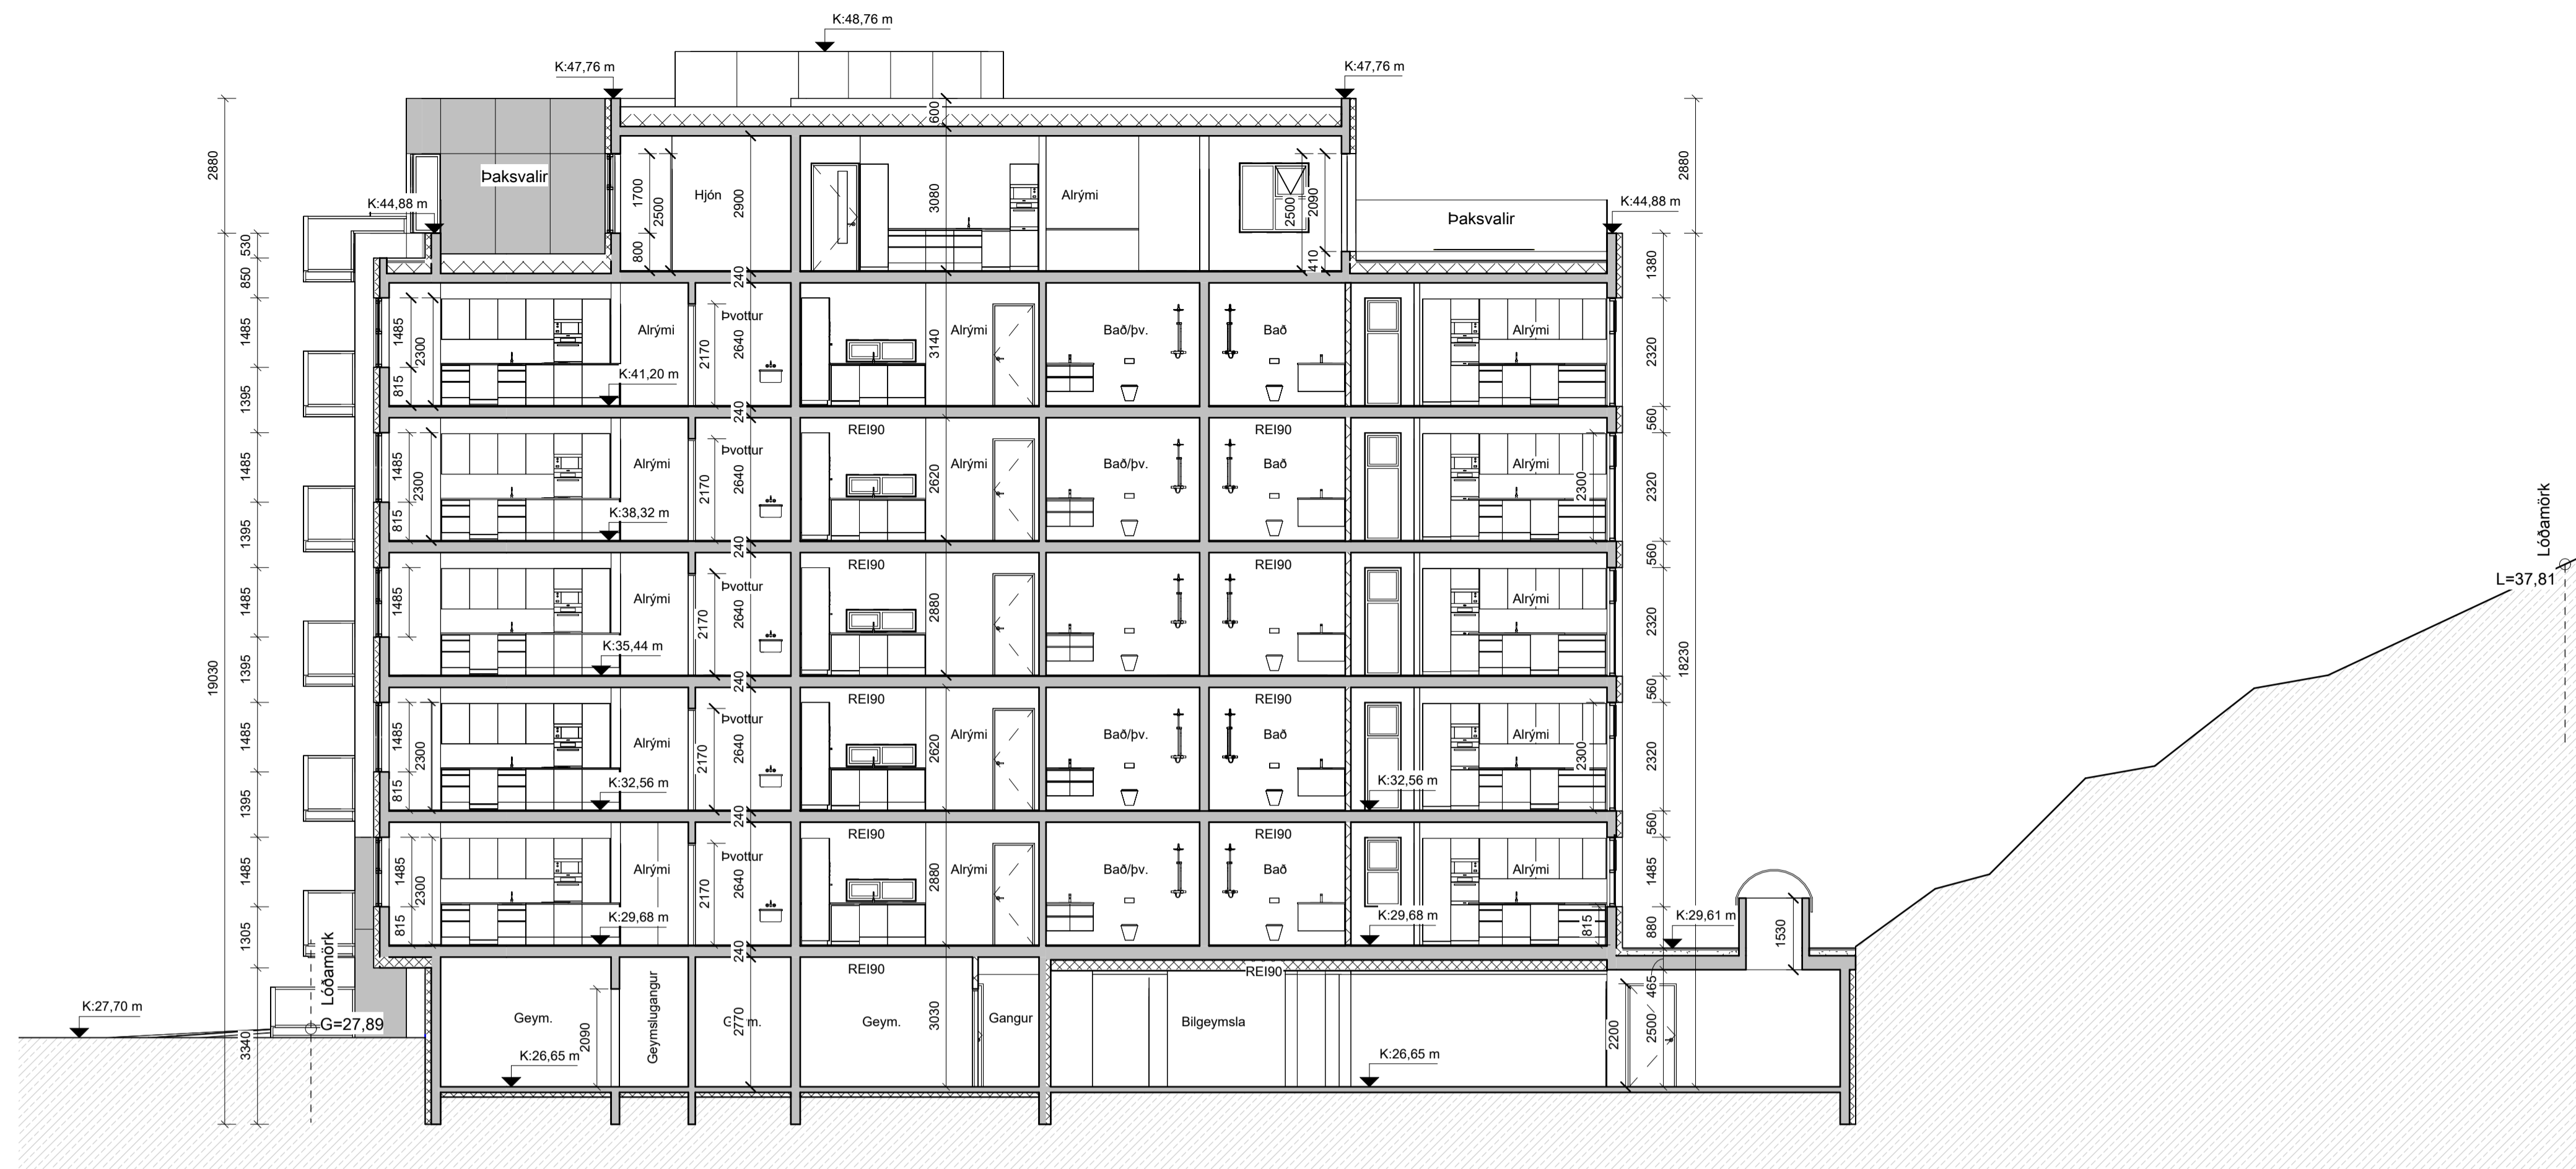 K:48,76 m
K:47,76 m
K:47,76 m
600
2880
Þaksvalir
1700
2500
800
Hjón
2900
3080
Alrými
2500
2090
410
2880
K:44,88 m
K:44,88 m
Þaksvalir
530
850
240
1380
1485
1485
2300
815
Alrými
Þvottur
2170
2640
3140
Alrými
Bað/þv.
Bað
Alrými
2320
K:41,20 m
1395
240
560
REI90
REI90
1485
1485
2300
815
Alrými
Þvottur
2170
2640
2620
Alrými
Bað/þv.
Bað
2300
Alrými
2320
K:38,32 m
1395
240
560
Lóðamörk
L=37,81
REI90
REI90
1485
1485
Alrými
Þvottur
2170
2640
2880
Alrými
Bað
Alrými
2320
K:35,44 m
1395
19030
18230
240
560
REI90
REI90
1485
1485
2300
815
Alrými
Þvottur
2170
2640
2620
Alrými
Bað/þv.
Bað
2300
Alrými
2320
K:32,56 m
K:32,56 m
1395
240
560
REI90
REI90
1485
1485
2300
815
Alrými
Þvottur
2170
2640
2880
Alrými
Bað/þv.
Bað
Alrými
1485
815
880
K:29,68 m
K:29,68 m
K:29,61 m
1305
1530
240
REI90
REI90
465
Lóðamörk
K:27,70 m
G=27,89
3340
Geym.
2090
Geymslugangur
2770
Geym.
3030
Gangur
Bílgeymsla
2200
2500
K:26,65 m
K:26,65 m